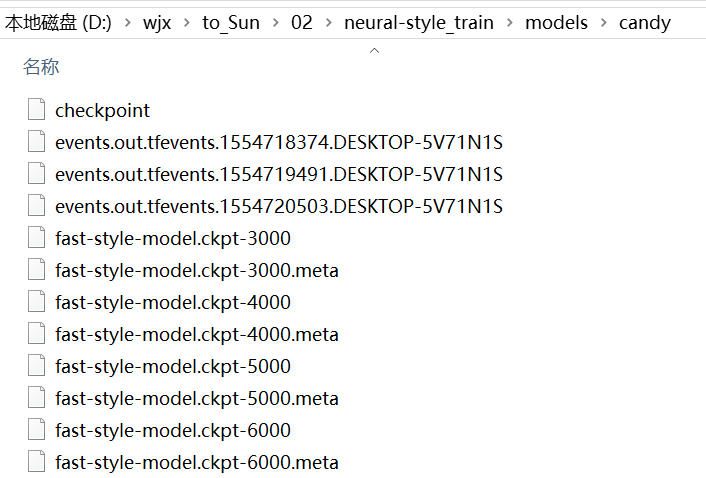 本地磁盘 (D:) > wjx > to_Sun > 02 > neural-style_train > models > candy
名称
checkpoint
events.out.tfevents.1554718374.DESKTOP-5V71N1S
events.out.tfevents.1554719491.DESKTOP-5V71N1S
events.out.tfevents.1554720503.DESKTOP-5V71N1S
fast-style-model.ckpt-3000
fast-style-model.ckpt-3000.meta
fast-style-model.ckpt-4000
fast-style-model.ckpt-4000.meta
fast-style-model.ckpt-5000
fast-style-model.ckpt-5000.meta
fast-style-model.ckpt-6000
fast-style-model.ckpt-6000.meta